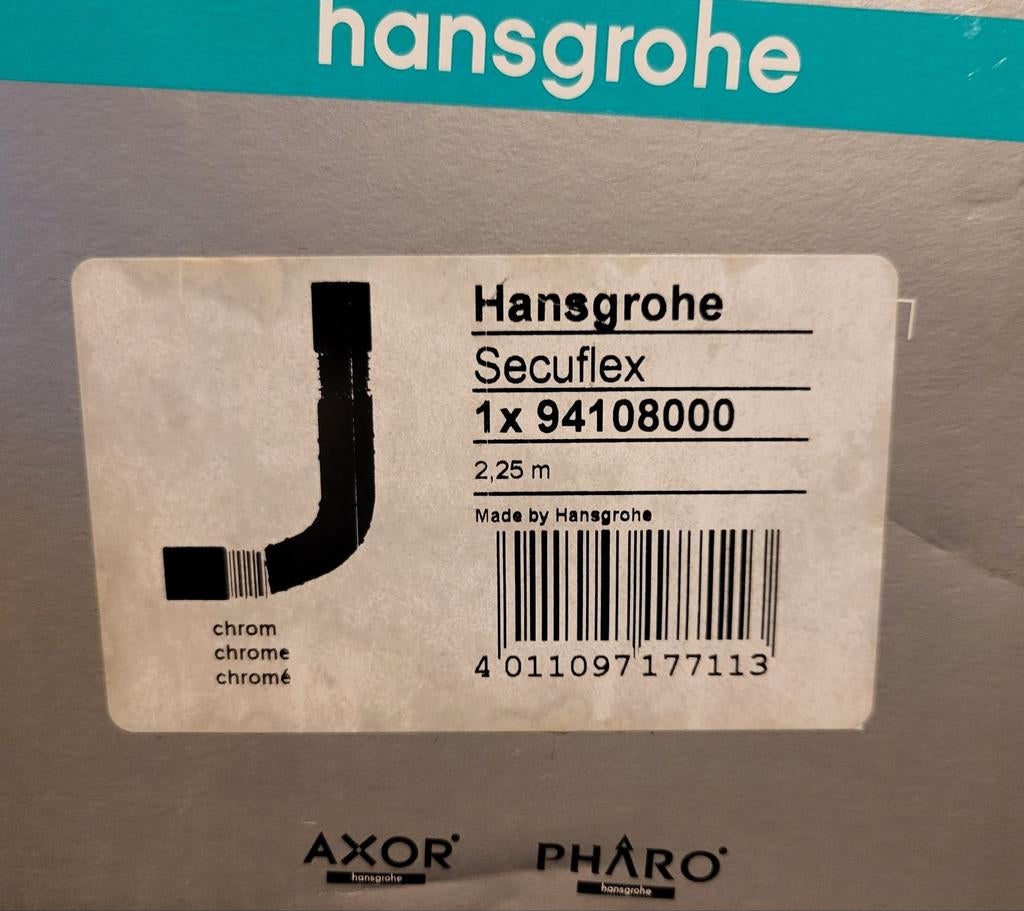 hansgrohe
Hansgrohe
Secuflex
1x 94108000
2,25 m
Made by Hansgrohe
4 011097 177113
chrom
chrome
chromé
AXOR
hansgrohe
PHARO
hansgrohe